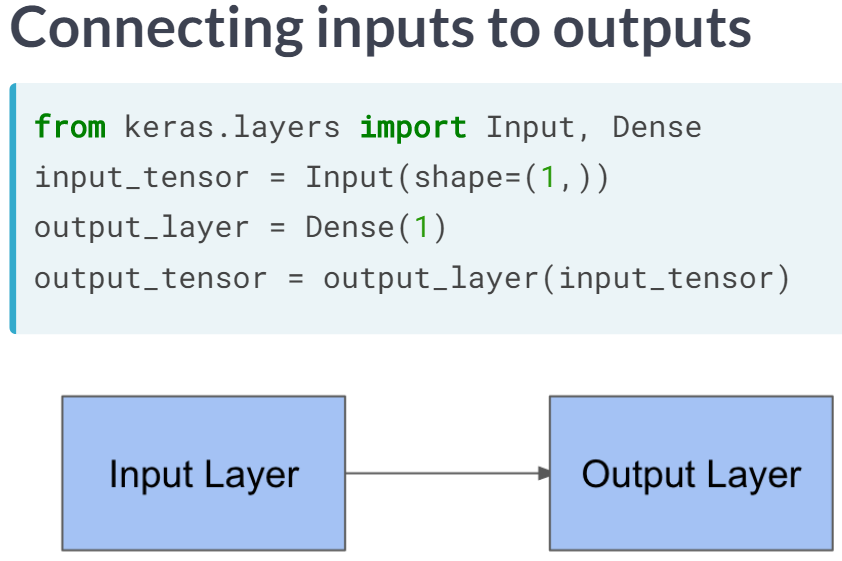 Connecting inputs to outputs
from keras.layers import Input, Dense
input_tensor = Input(shape=(1,))
output_layer = Dense(1)
output_tensor = output_layer(input_tensor)
Input Layer
Output Layer